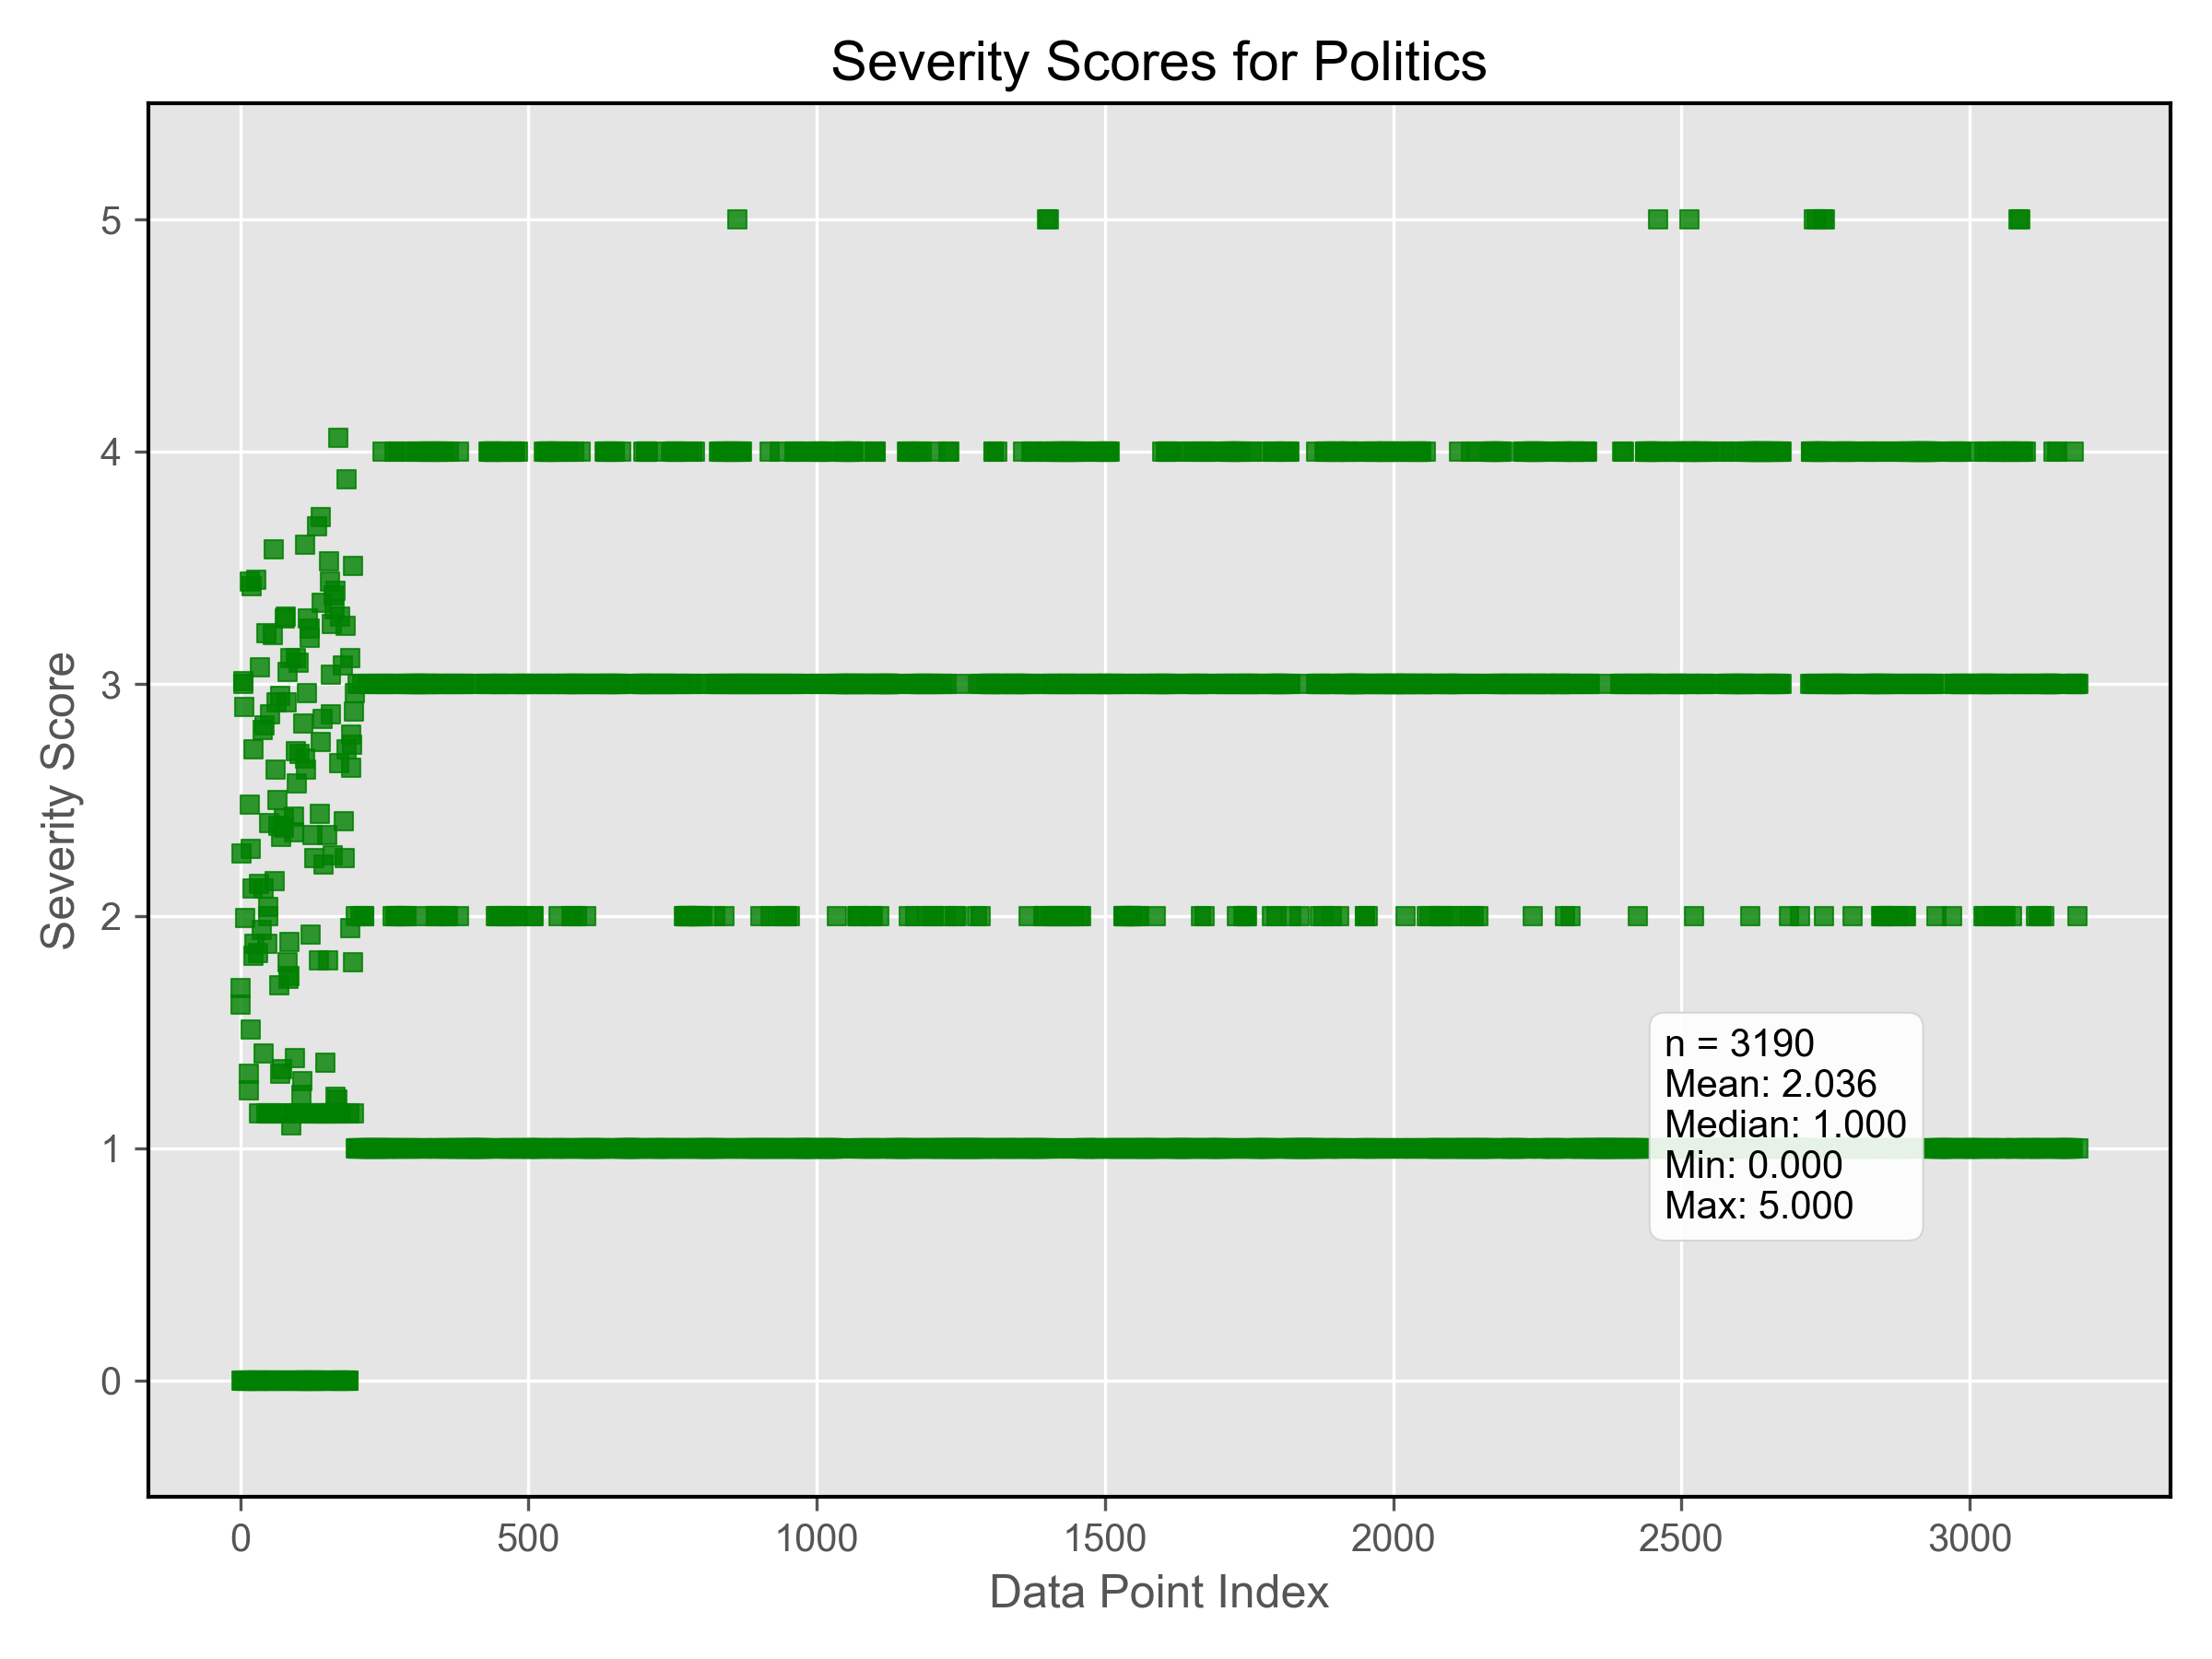 Severity Scores for Politics
Severity Score
5
4
3
2
1
0
n = 3190
Mean: 2.036
Median: 1.000
Min: 0.000
Max: 5.000
0 500 1000 1500 2000 2500 3000
Data Point Index